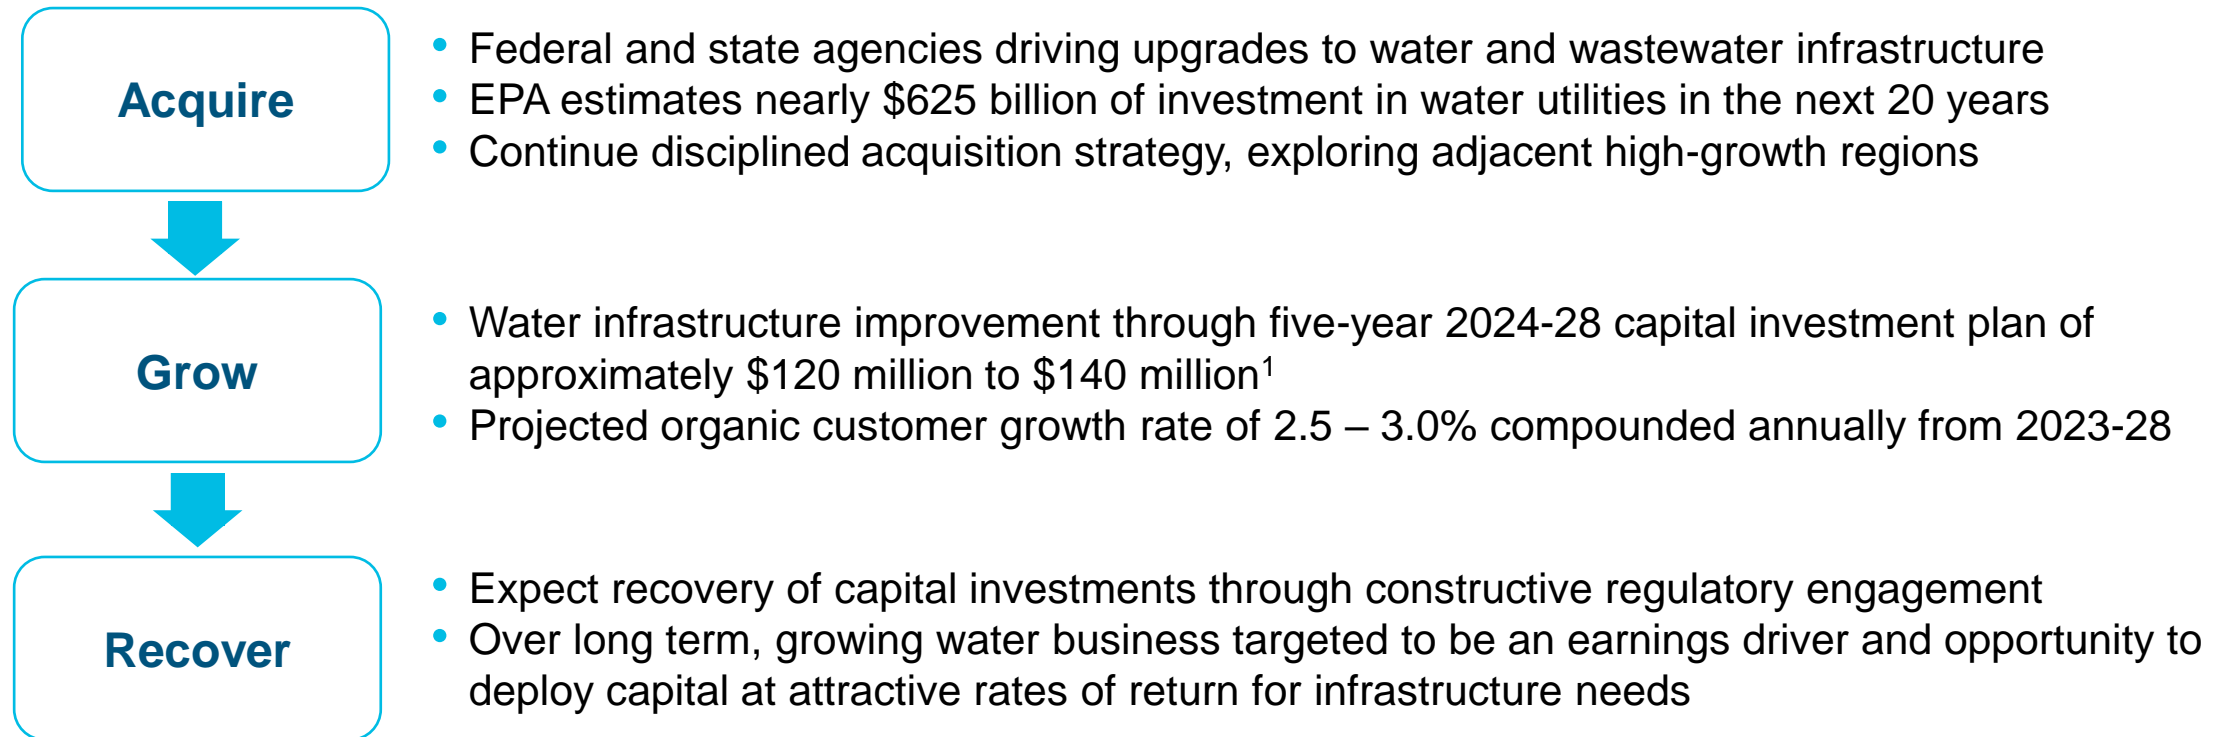 Acquire
• Federal and state agencies driving upgrades to water and wastewater infrastructure
• EPA estimates nearly $625 billion of investment in water utilities in the next 20 years
• Continue disciplined acquisition strategy, exploring adjacent high-growth regions
Grow
• Water infrastructure improvement through five-year 2024-28 capital investment plan of
approximately $120 million to $140 million¹
• Projected organic customer growth rate of 2.5 – 3.0% compounded annually from 2023-28
Recover
• Expect recovery of capital investments through constructive regulatory engagement
• Over long term, growing water business targeted to be an earnings driver and opportunity to
deploy capital at attractive rates of return for infrastructure needs